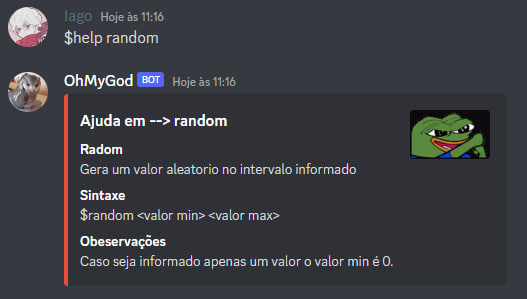 Iago Hoje às 11:16
$help random
OhMyGod BOT Hoje às 11:16
Ajuda em --> random
Radom
Gera um valor aleatorio no intervalo informado
Sintaxe
$random <valor min> <valor max>
Obeservações
Caso seja informado apenas um valor o valor min é 0.